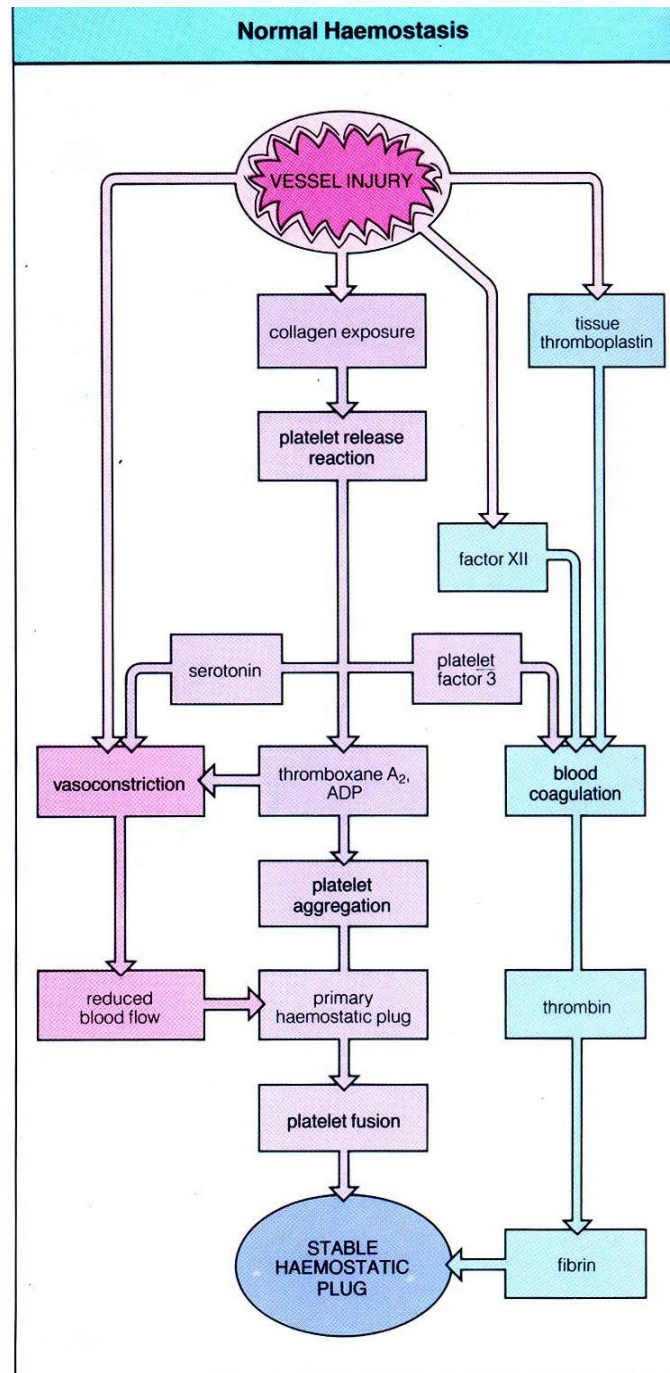 Normal Haemostasis
VESSEL INJURY
collagen exposure
tissue
thromboplastin
platelet release
reaction
factor XII
serotonin
platelet
factor 3
vasoconstriction
thromboxane A₂,
ADP
blood
coagulation
platelet
aggregation
reduced
blood flow
primary
haemostatic plug
thrombin
platelet fusion
STABLE
HAEMOSTATIC
PLUG
fibrin